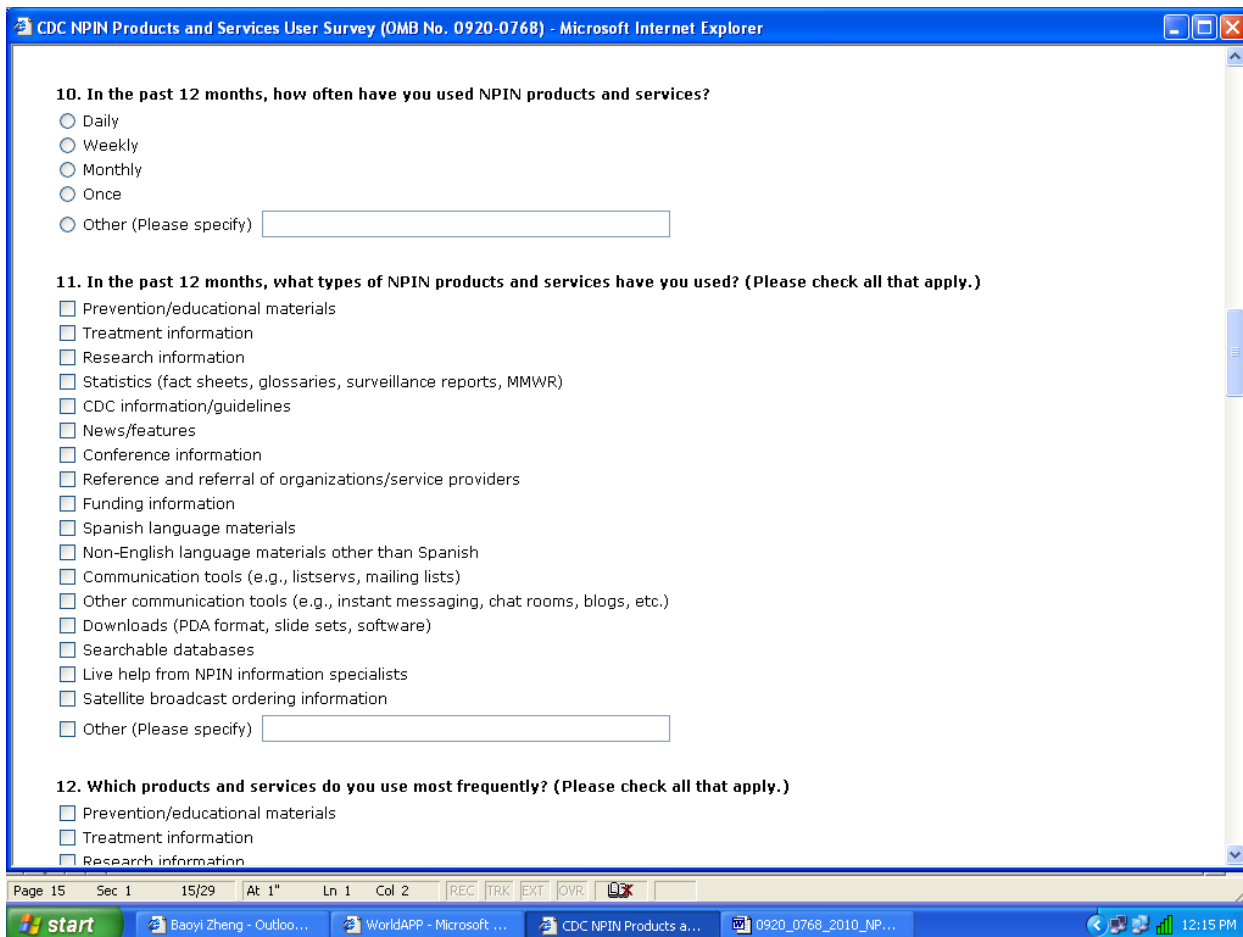 CDC NPIN Products and Services User Survey (OMB No. 0920-0768) - Microsoft Internet Explorer
10. In the past 12 months, how often have you used NPIN products and services?
Daily
Weekly
Monthly
Once
Other (Please specify)
11. In the past 12 months, what types of NPIN products and services have you used? (Please check all that apply.)
Prevention/educational materials
Treatment information
Research information
Statistics (fact sheets, glossaries, surveillance reports, MMWR)
CDC information/guidelines
News/features
Conference information
Reference and referral of organizations/service providers
Funding information
Spanish language materials
Non-English language materials other than Spanish
Communication tools (e.g., listservs, mailing lists)
Other communication tools (e.g., instant messaging, chat rooms, blogs, etc.)
Downloads (PDA format, slide sets, software)
Searchable databases
Live help from NPIN information specialists
Satellite broadcast ordering information
Other (Please specify)
12. Which products and services do you use most frequently? (Please check all that apply.)
Prevention/educational materials
Treatment information
Research information
Page 15 Sec 1 15/29 At 1" Ln 1 Col 2 REC TRK EXT OVR
start Baoyi Zheng - Outloo... WorldAPP - Microsoft ... CDC NPIN Products a... 0920_0768_2010_NP... 12:15 PM